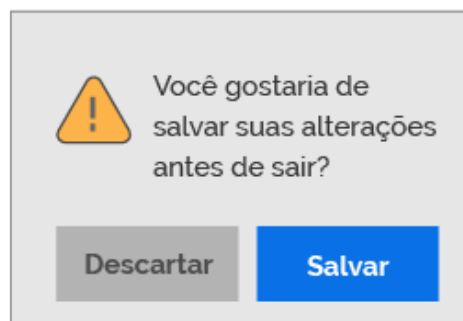 Você gostaria de
salvar suas alterações
antes de sair?
Descartar
Salvar